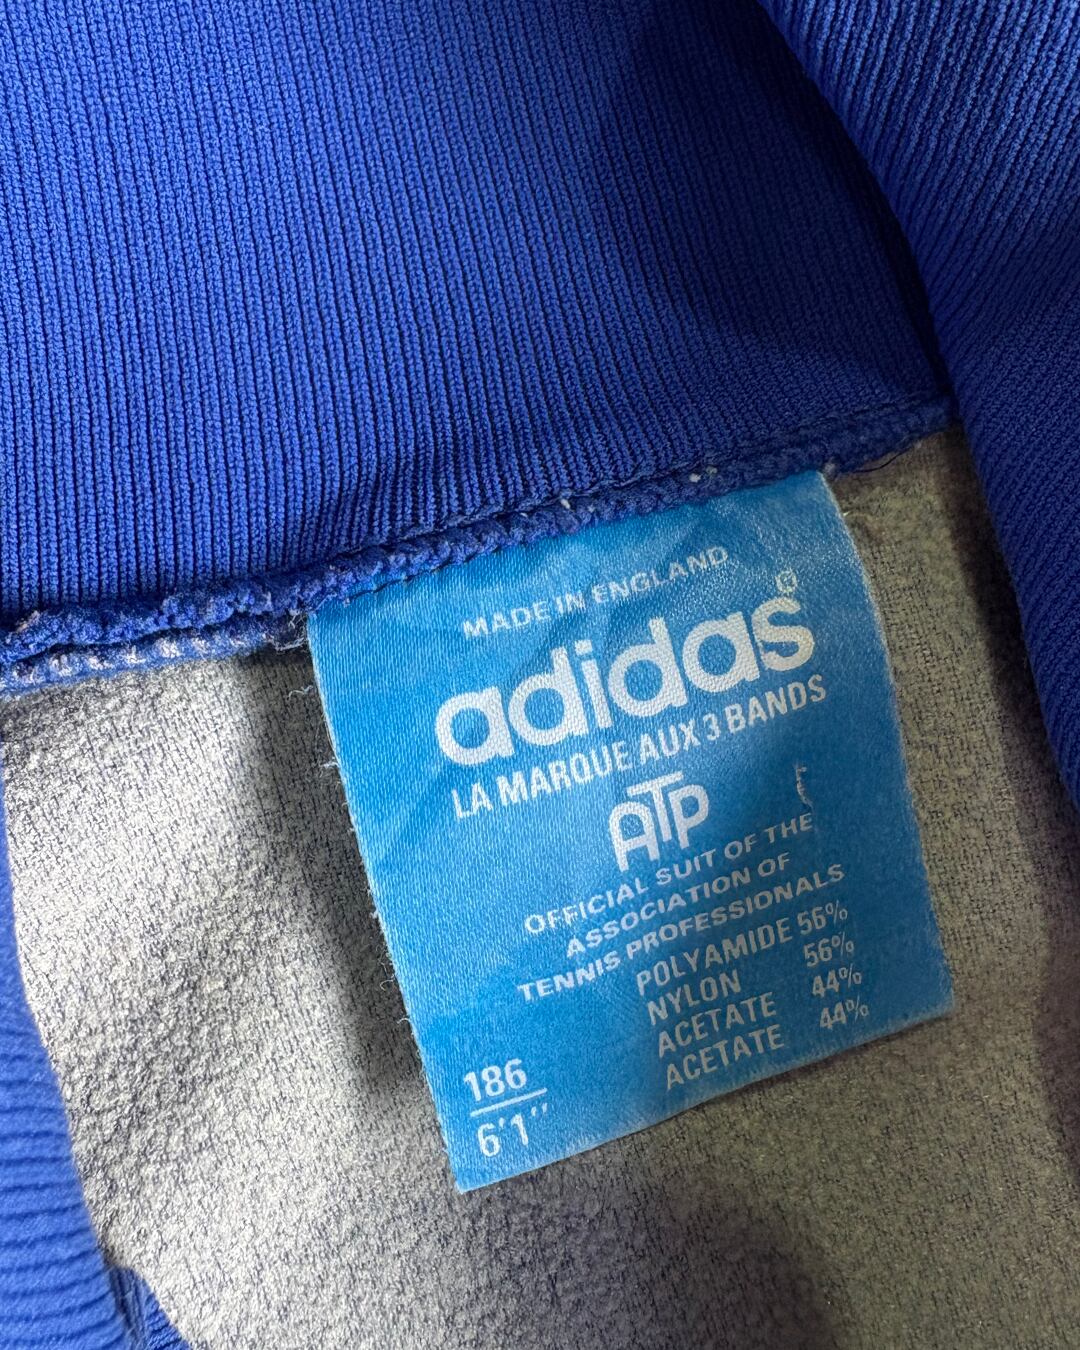 MADE IN ENGLAND
adidas®
LA MARQUE AUX 3 BANDS
ATP
OFFICIAL SUIT OF THE
ASSOCIATION OF
TENNIS PROFESSIONALS
POLYAMIDE 56%
NYLON 56%
ACETATE 44%
ACETATE 44%
186
6'1"